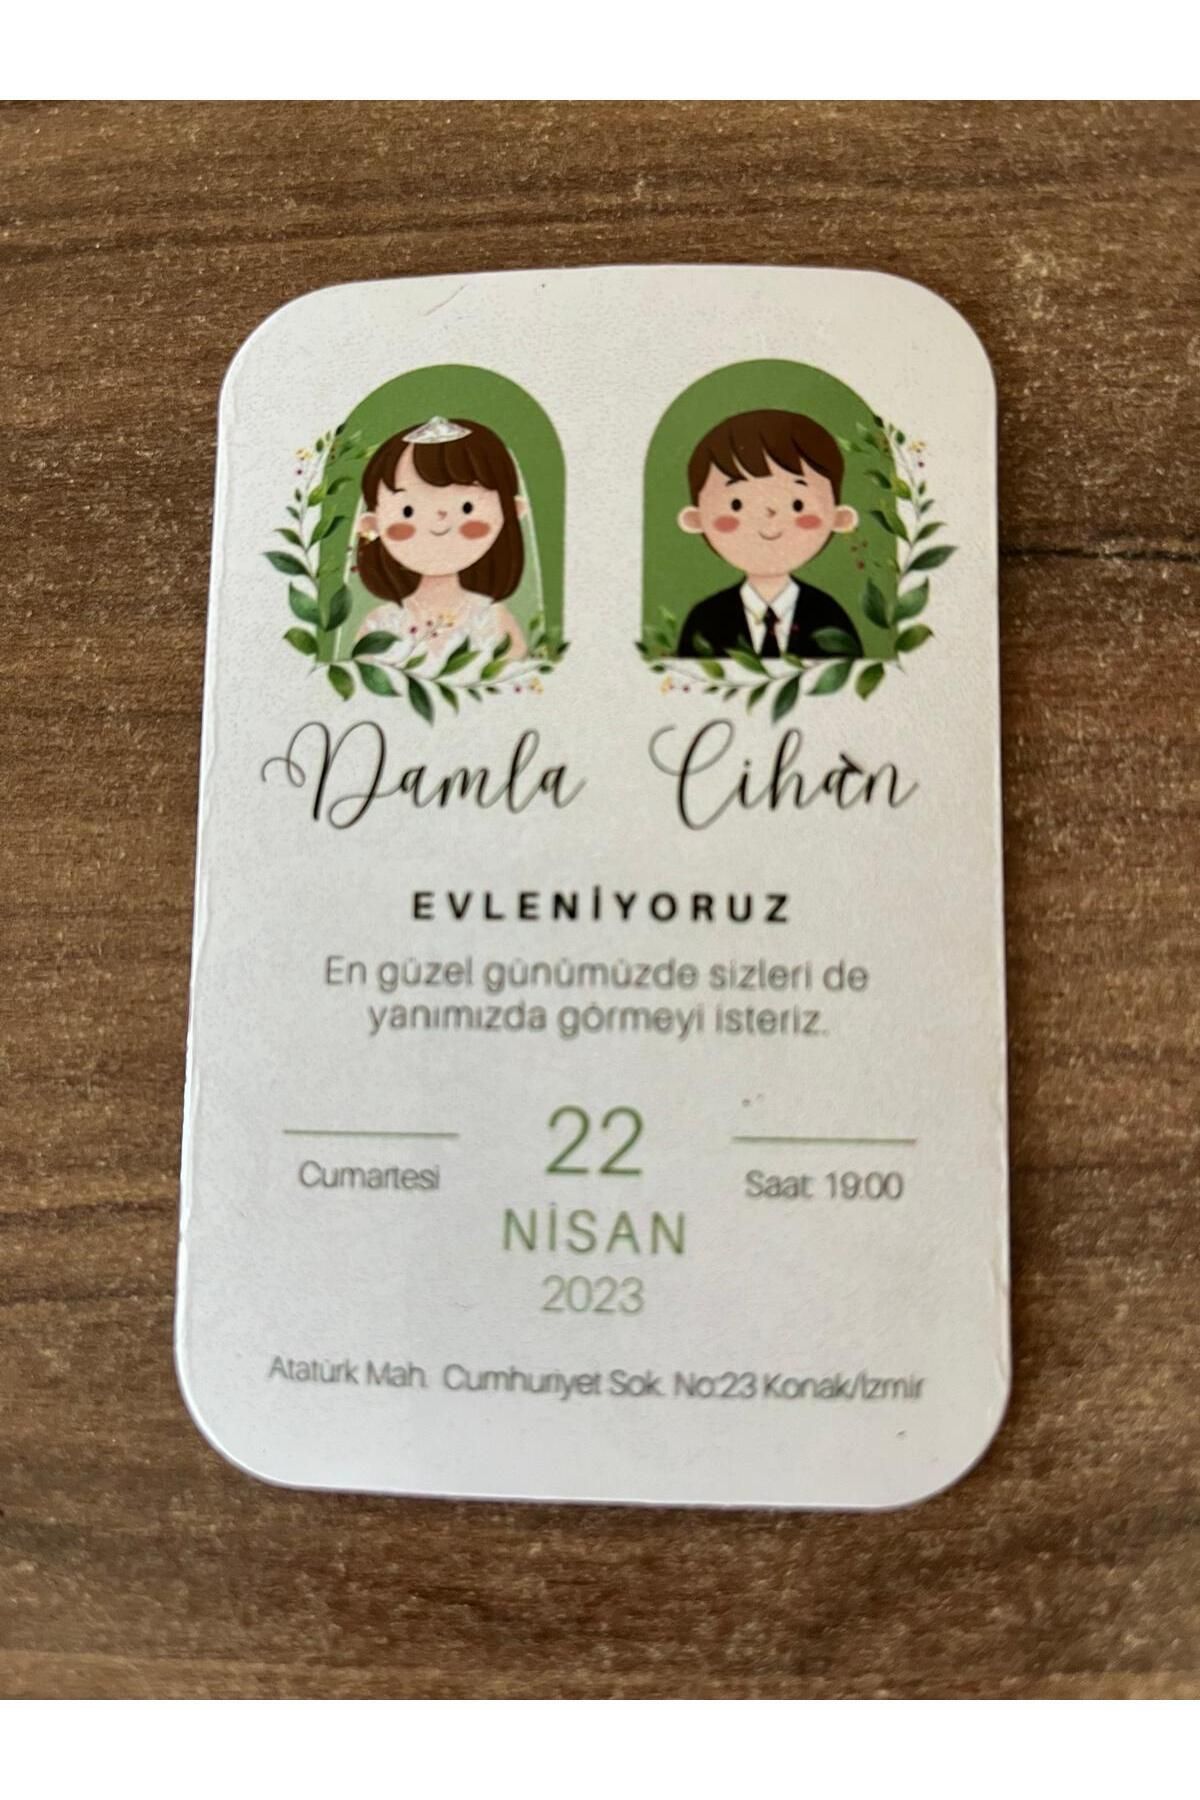 Damla Cihan
EVLENİYORUZ
En güzel günümüzde sizleri de
yanımızda görmeyi isteriz.
22
Cumartesi
Saat: 19:00
NİSAN
2023
Atatürk Mah. Cumhuriyet Sok. No:23 Konak/İzmir